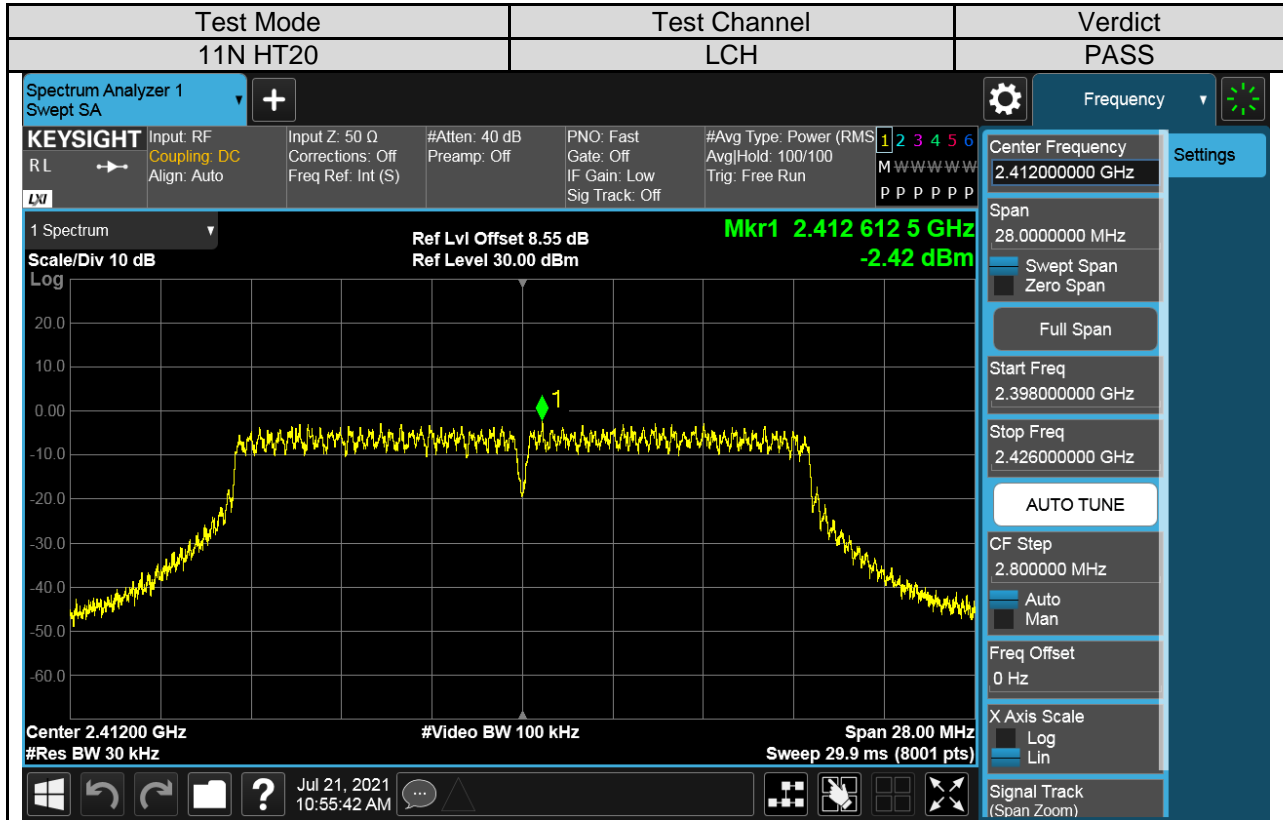 Test Mode Test Channel Verdict
11N HT20 LCH PASS
Spectrum Analyzer 1
Swept SA
Frequency
KEYSIGHT Input: RF Input Z: 50 Ω #Atten: 40 dB PNO: Fast #Avg Type: Power (RMS 1 2 3 4 5 6
R L Coupling: DC Corrections: Off Preamp: Off Gate: Off Avg|Hold: 100/100 M W W W W W
Align: Auto Freq Ref: Int (S) IF Gain: Low Trig: Free Run
LXI Sig Track: Off P P P P P P
1 Spectrum Ref Lvl Offset 8.55 dB Mkr1 2.412 612 5 GHz
Scale/Div 10 dB Ref Level 30.00 dBm -2.42 dBm
Log
20.0
10.0
0.00
1
-10.0
-20.0
-30.0
-40.0
-50.0
-60.0
Center 2.41200 GHz #Video BW 100 kHz Span 28.00 MHz
#Res BW 30 kHz Sweep 29.9 ms (8001 pts)
Jul 21, 2021
10:55:42 AM
?
Center Frequency
2.412000000 GHz
Settings
Span
28.0000000 MHz
Swept Span
Zero Span
Full Span
Start Freq
2.398000000 GHz
Stop Freq
2.426000000 GHz
AUTO TUNE
CF Step
2.800000 MHz
Auto
Man
Freq Offset
0 Hz
X Axis Scale
Log
Lin
Signal Track
(Span Zoom)